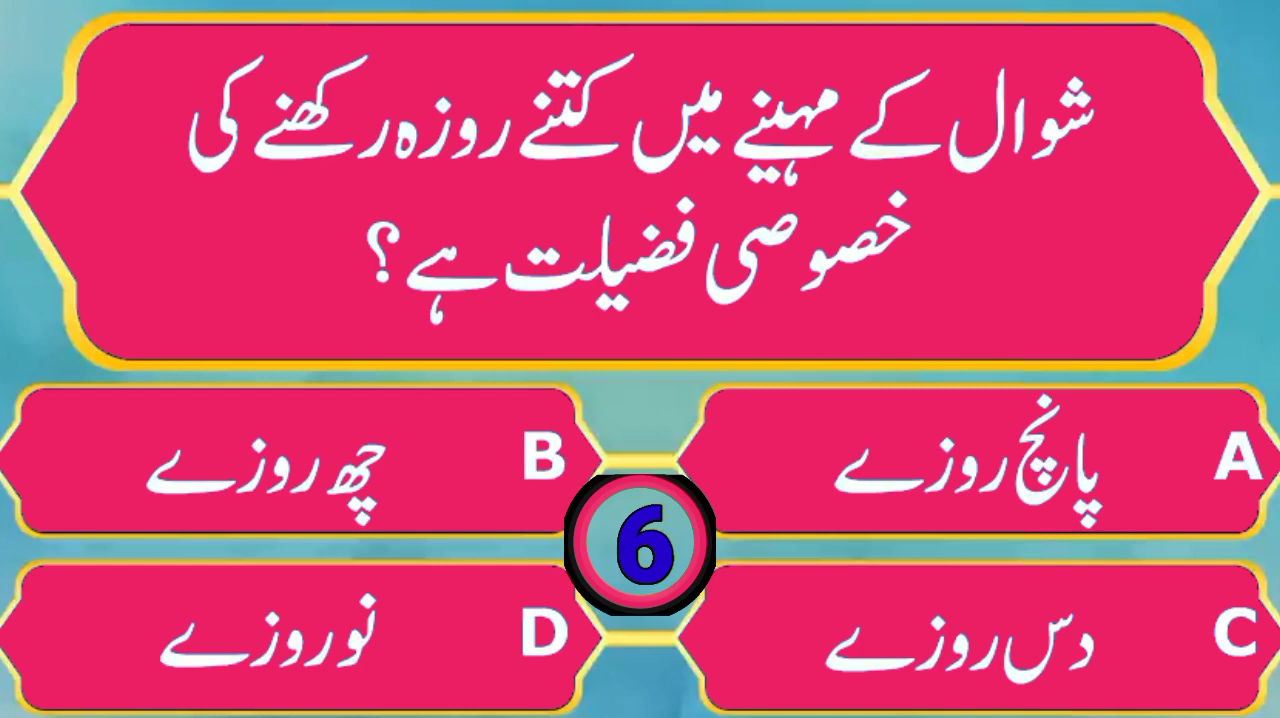 شوال کے مہینے میں کتنے روزہ رکھنے کی
خصوصی فضیلت ہے؟
A پانچ روزے
B چھ روزے
6
C دس روزے
D نو روزے